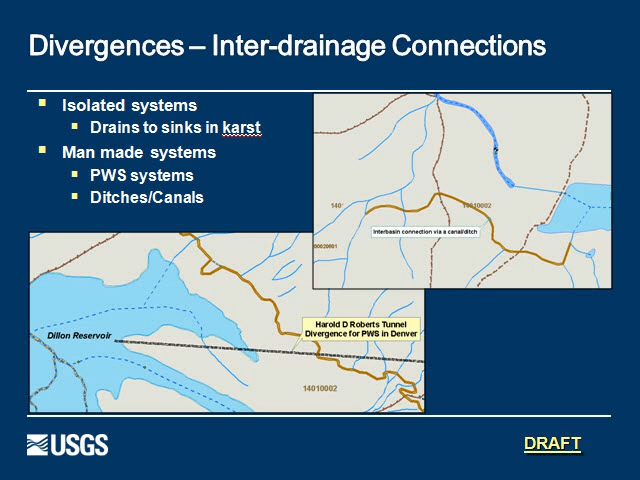 Divergences – Inter-drainage Connections
Isolated systems
Drains to sinks in karst
Man made systems
PWS systems
Ditches/Canals
140
14010002
Interbasin connection via a canal/ditch
Dillon Reservoir
Harold D Roberts Tunnel
Divergence for PWS in Denver
14010002
USGS
DRAFT